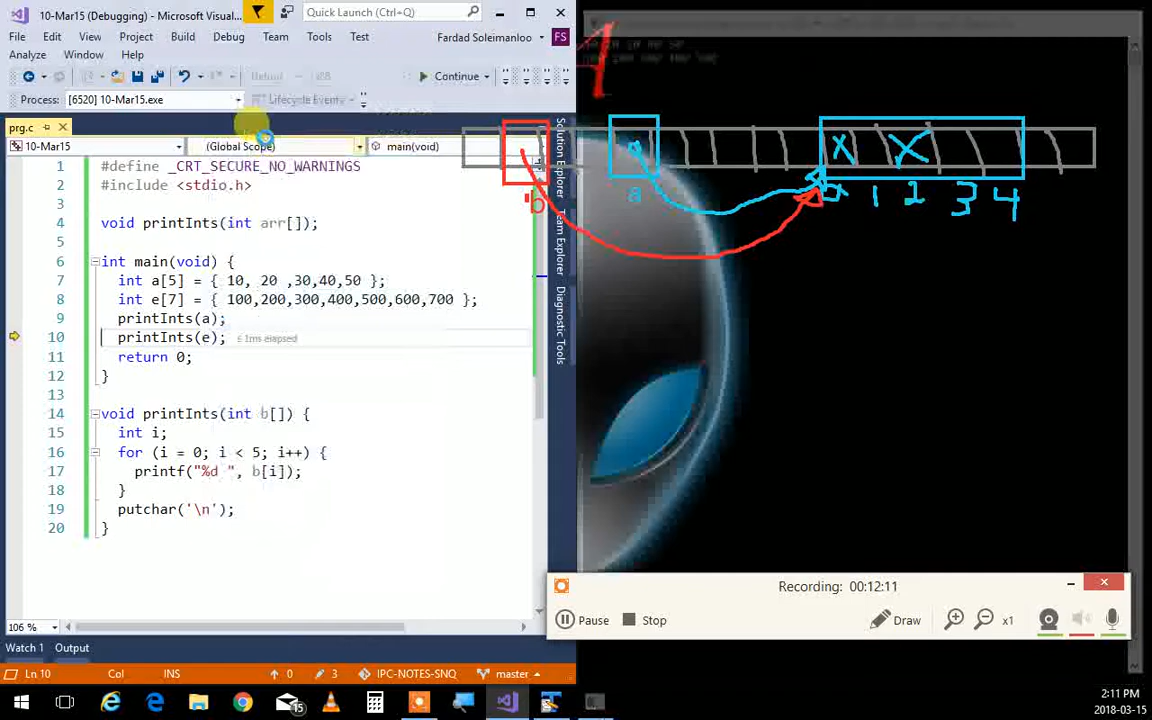 10-Mar15 (Debugging) - Microsoft Visual...
Quick Launch (Ctrl+Q)
File Edit View Project Build Debug Team Tools Test
Fardad Soleimanloo FS
Analyze Window Help
Continue
Process: [6520] 10-Mar15.exe
Lifecycle Events
prg.c
10-Mar15 (Global Scope) main(void)
1 #define _CRT_SECURE_NO_WARNINGS
2 #include <stdio.h>
3
4 void printInts(int arr[]);
5
6 int main(void) {
7 int a[5] = { 10, 20 ,30,40,50 };
8 int e[7] = { 100,200,300,400,500,600,700 };
9 printInts(a);
10 printInts(e); ≤ 1ms elapsed
11 return 0;
12 }
13
14 void printInts(int b[]) {
15 int i;
16 for (i = 0; i < 5; i++) {
17 printf("%d ", b[i]);
18 }
19 putchar('\n');
20 }
Solution Explorer
Team Explorer
Diagnostic Tools
b a 1 2 3 4
X X
106 %
Watch 1 Output
Ln 10 Col INS 0 3 IPC-NOTES-SNQ master
Recording: 00:12:11
Pause Stop Draw x1
15
2:11 PM
2018-03-15